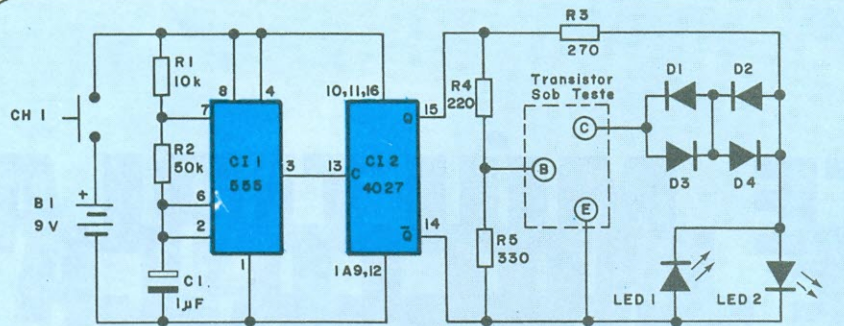 R1
10k
CH 1
R2
50k
B1
+
9V
C1
1µF
7
8
4
6
2
1
3
CI 1
555
10,11,16
13
C
CI 2
4027
Q
15
Q̅
14
1A9,12
R3
270
R4
220
R5
330
Transistor
Sob Teste
C
B
E
D1
D2
D3
D4
LED 1
LED 2